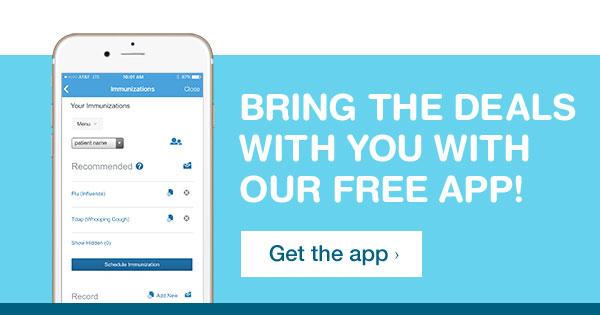 AT&T LTE 10:01 AM 87%
Immunizations Close
Your Immunizations
Menu
patient name
Recommended ?
Flu (Influenza)
Tdap (Whooping Cough)
Show Hidden (0)
Schedule Immunization
Record Add New
BRING THE DEALS
WITH YOU WITH
OUR FREE APP!
Get the app ›